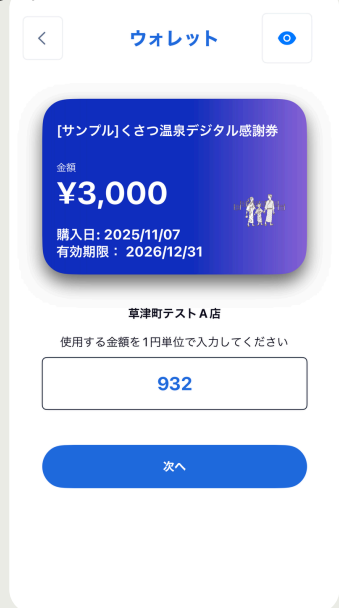 ウォレット
[サンプル]くさつ温泉デジタル感謝券
金額
¥3,000
購入日: 2025/11/07
有効期限： 2026/12/31
草津町テストA店
使用する金額を1円単位で入力してください
932
次へ